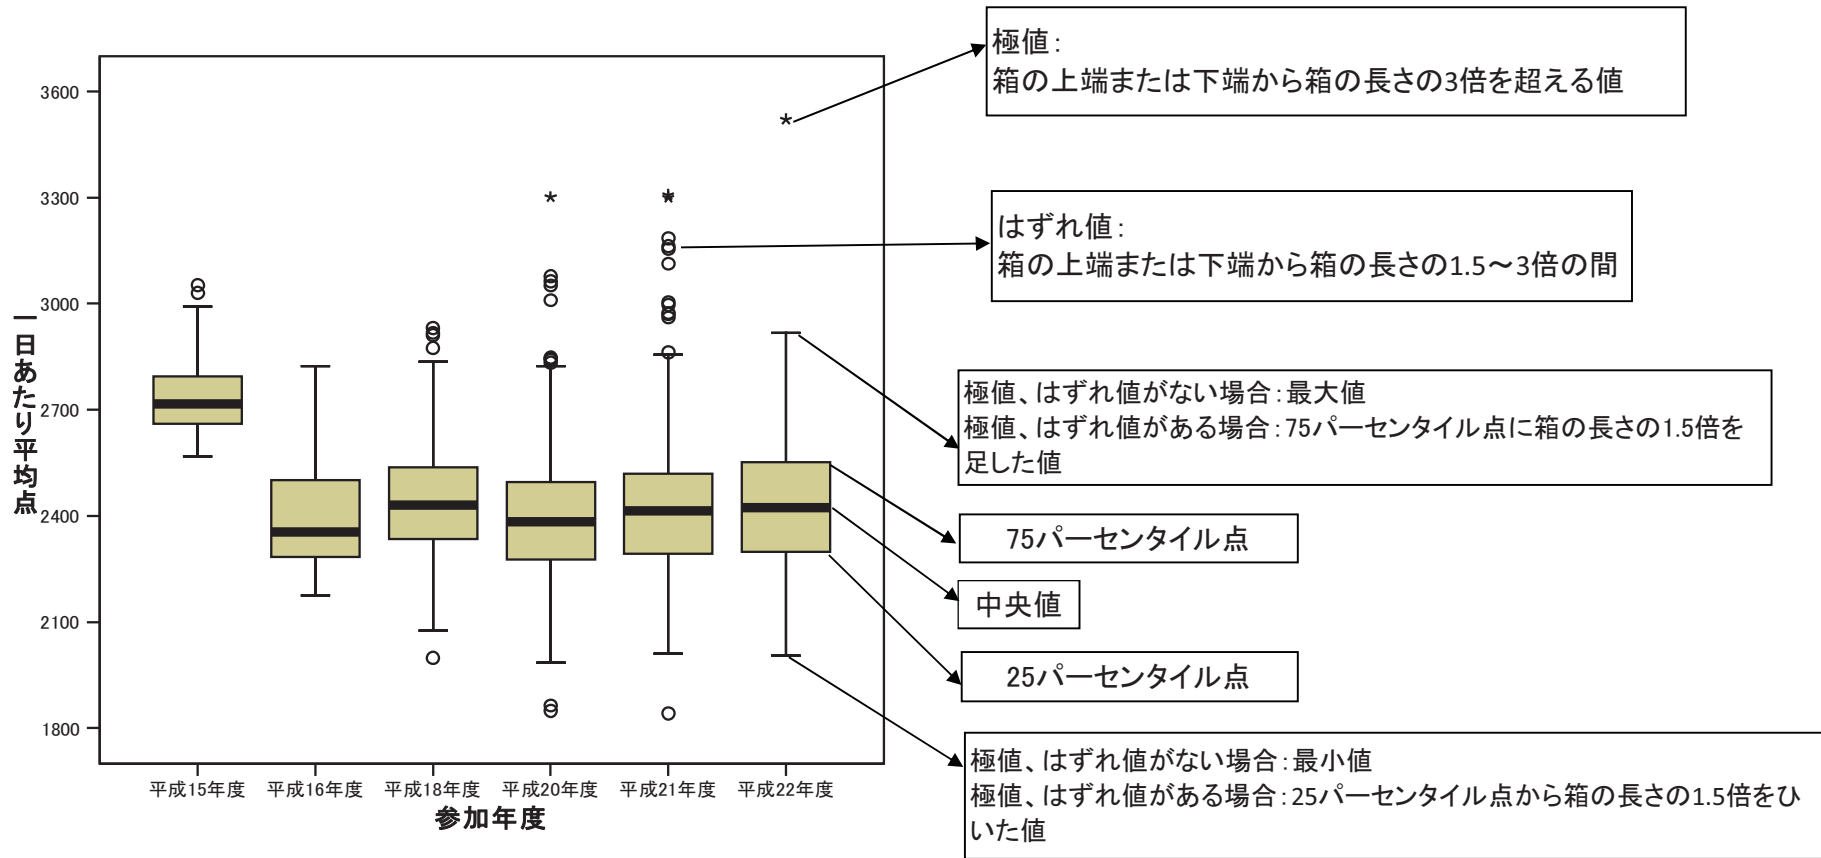 極値：
箱の上端または下端から箱の長さの3倍を超える値
はずれ値：
箱の上端または下端から箱の長さの1.5～3倍の間
極値、はずれ値がない場合：最大値
極値、はずれ値がある場合：75パーセンタイル点に箱の長さの1.5倍を
足した値
75パーセンタイル点
中央値
25パーセンタイル点
極値、はずれ値がない場合：最小値
極値、はずれ値がある場合：25パーセンタイル点から箱の長さの1.5倍をひ
いた値
一日あたり平均点
3600
3300
3000
2700
2400
2100
1800
平成15年度 平成16年度 平成18年度 平成20年度 平成21年度 平成22年度
参加年度